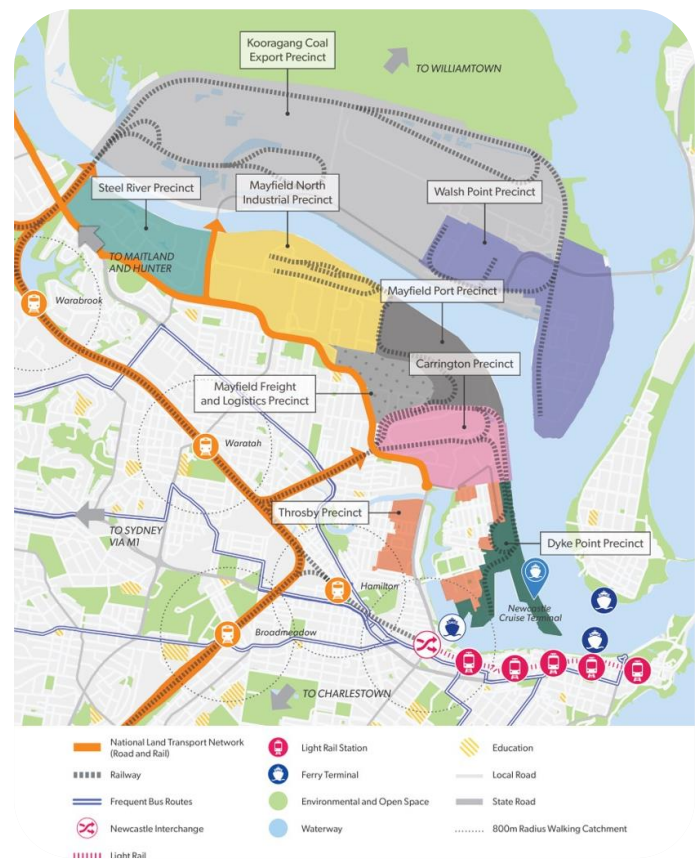 Kooragang Coal
Export Precinct
TO WILLIAMTOWN
Steel River Precinct
Mayfield North
Industrial Precinct
Walsh Point Precinct
TO MAITLAND
AND HUNTER
Warabrook
Mayfield Port Precinct
Carrington Precinct
Mayfield Freight
and Logistics Precinct
Waratah
Throsby Precinct
TO SYDNEY
VIA M1
Dyke Point Precinct
Hamilton
Newcastle
Cruise Terminal
Broadmeadow
TO CHARLESTOWN
National Land Transport Network
(Road and Rail)
Light Rail Station
Education
Railway
Ferry Terminal
Local Road
Frequent Bus Routes
Environmental and Open Space
State Road
Newcastle Interchange
Waterway
800m Radius Walking Catchment
Light Rail